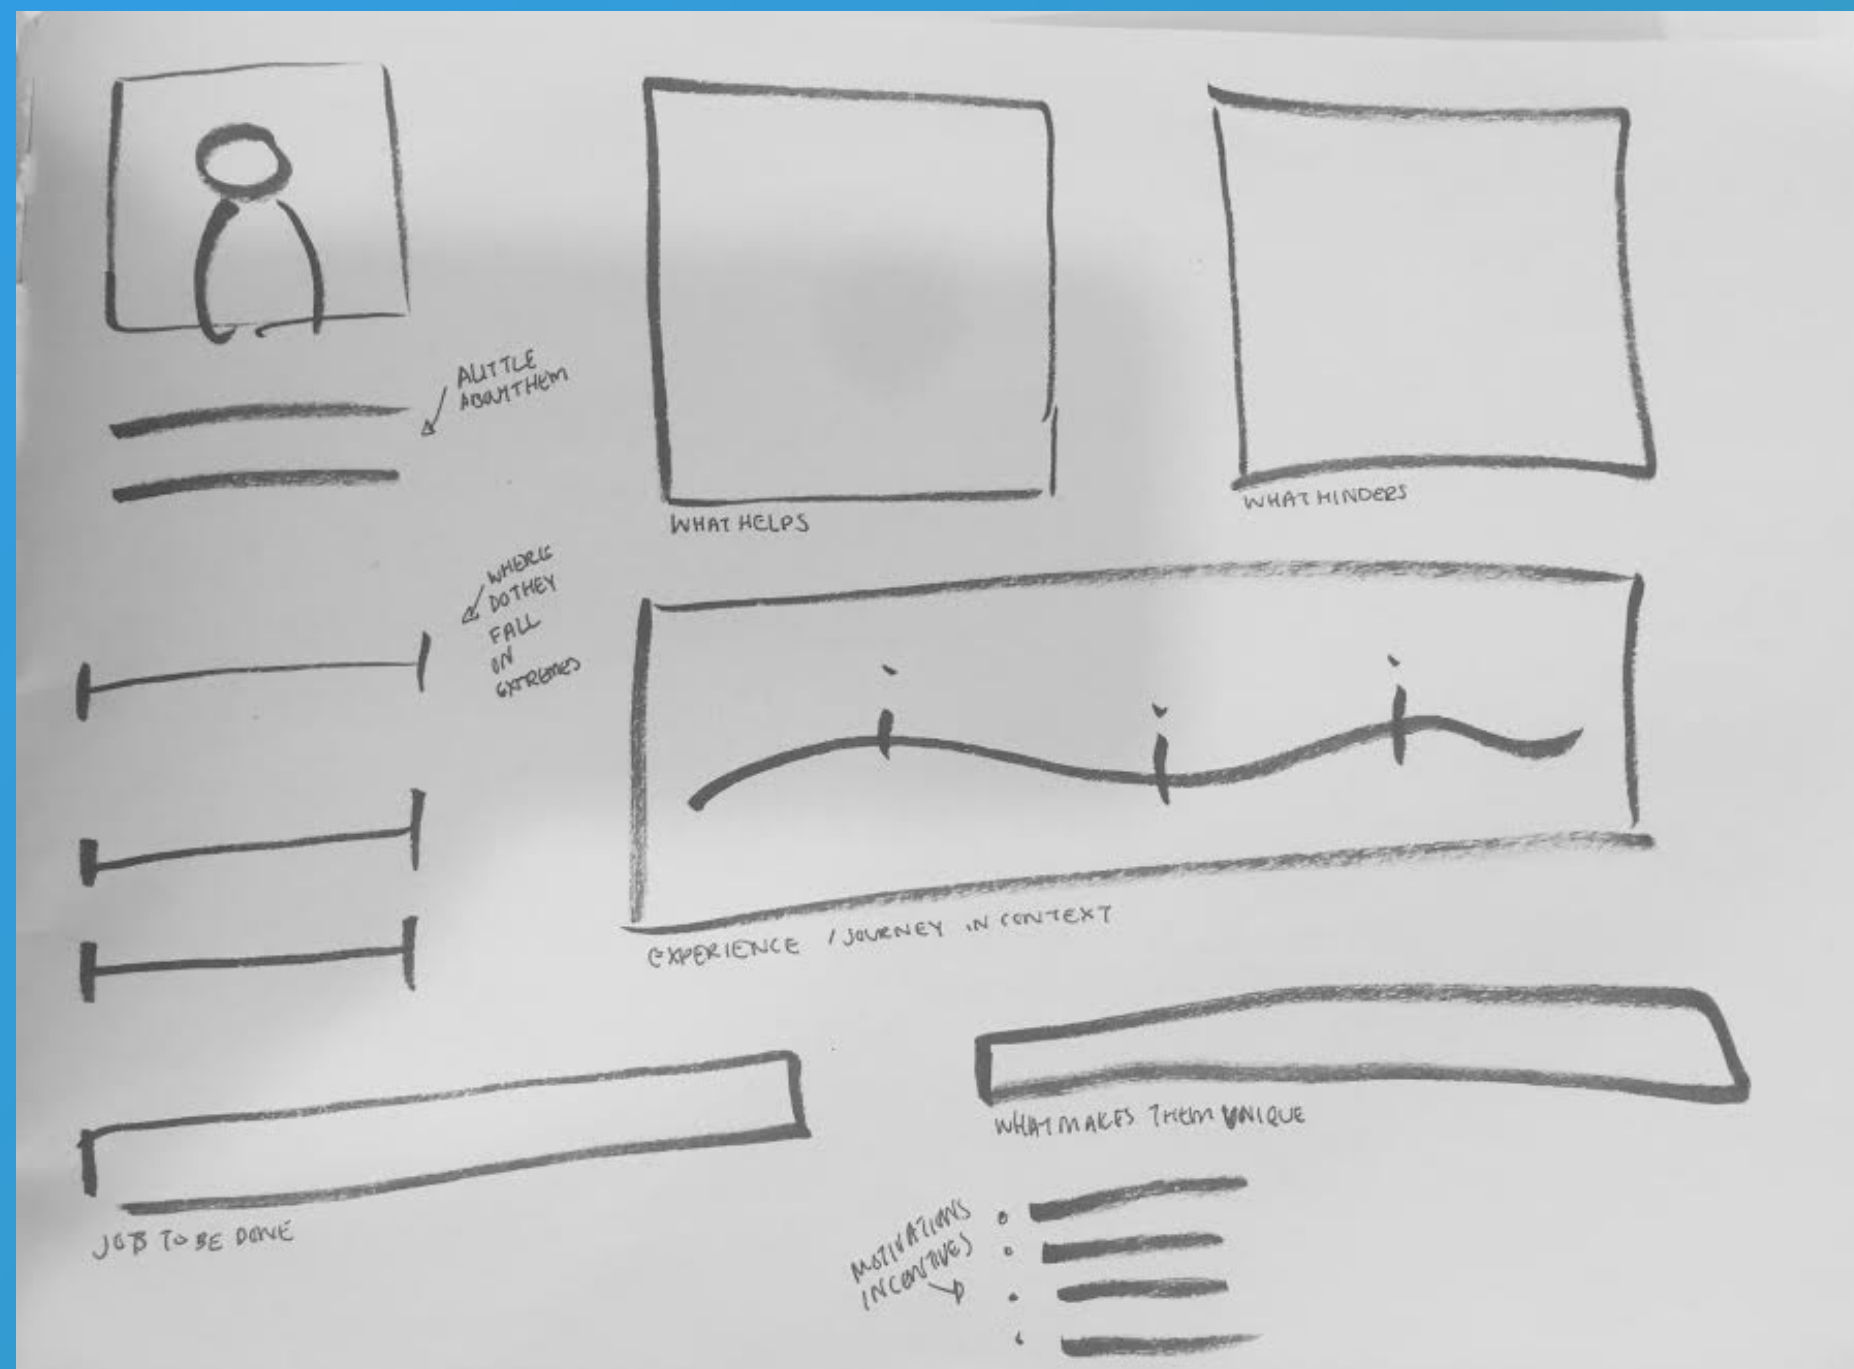 A LITTLE
ABOUT THEM
WHAT HELPS
WHAT HINDERS
WHERE
DO THEY
FALL
ON
EXTREMES
EXPERIENCE / JOURNEY IN CONTEXT
JOB TO BE DONE
WHAT MAKES THEM UNIQUE
MOTIVATIONS
INCENTIVES